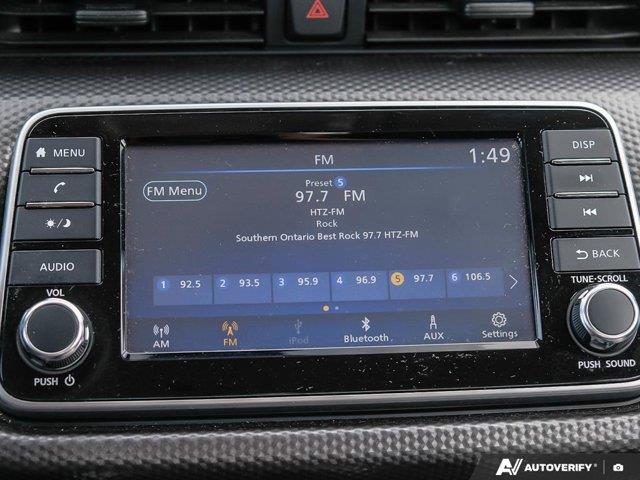 FM
1:49
MENU
FM Menu
Preset 5
97.7 FM
HTZ-FM
Rock
Southern Ontario Best Rock 97.7 HTZ-FM
1 92.5 2 93.5 3 95.9 4 96.9 5 97.7 6 106.5
AM FM iPod Bluetooth AUX Settings
AUDIO
VOL
PUSH
DISP
BACK
TUNE·SCROLL
PUSH SOUND
AUTOVERIFY